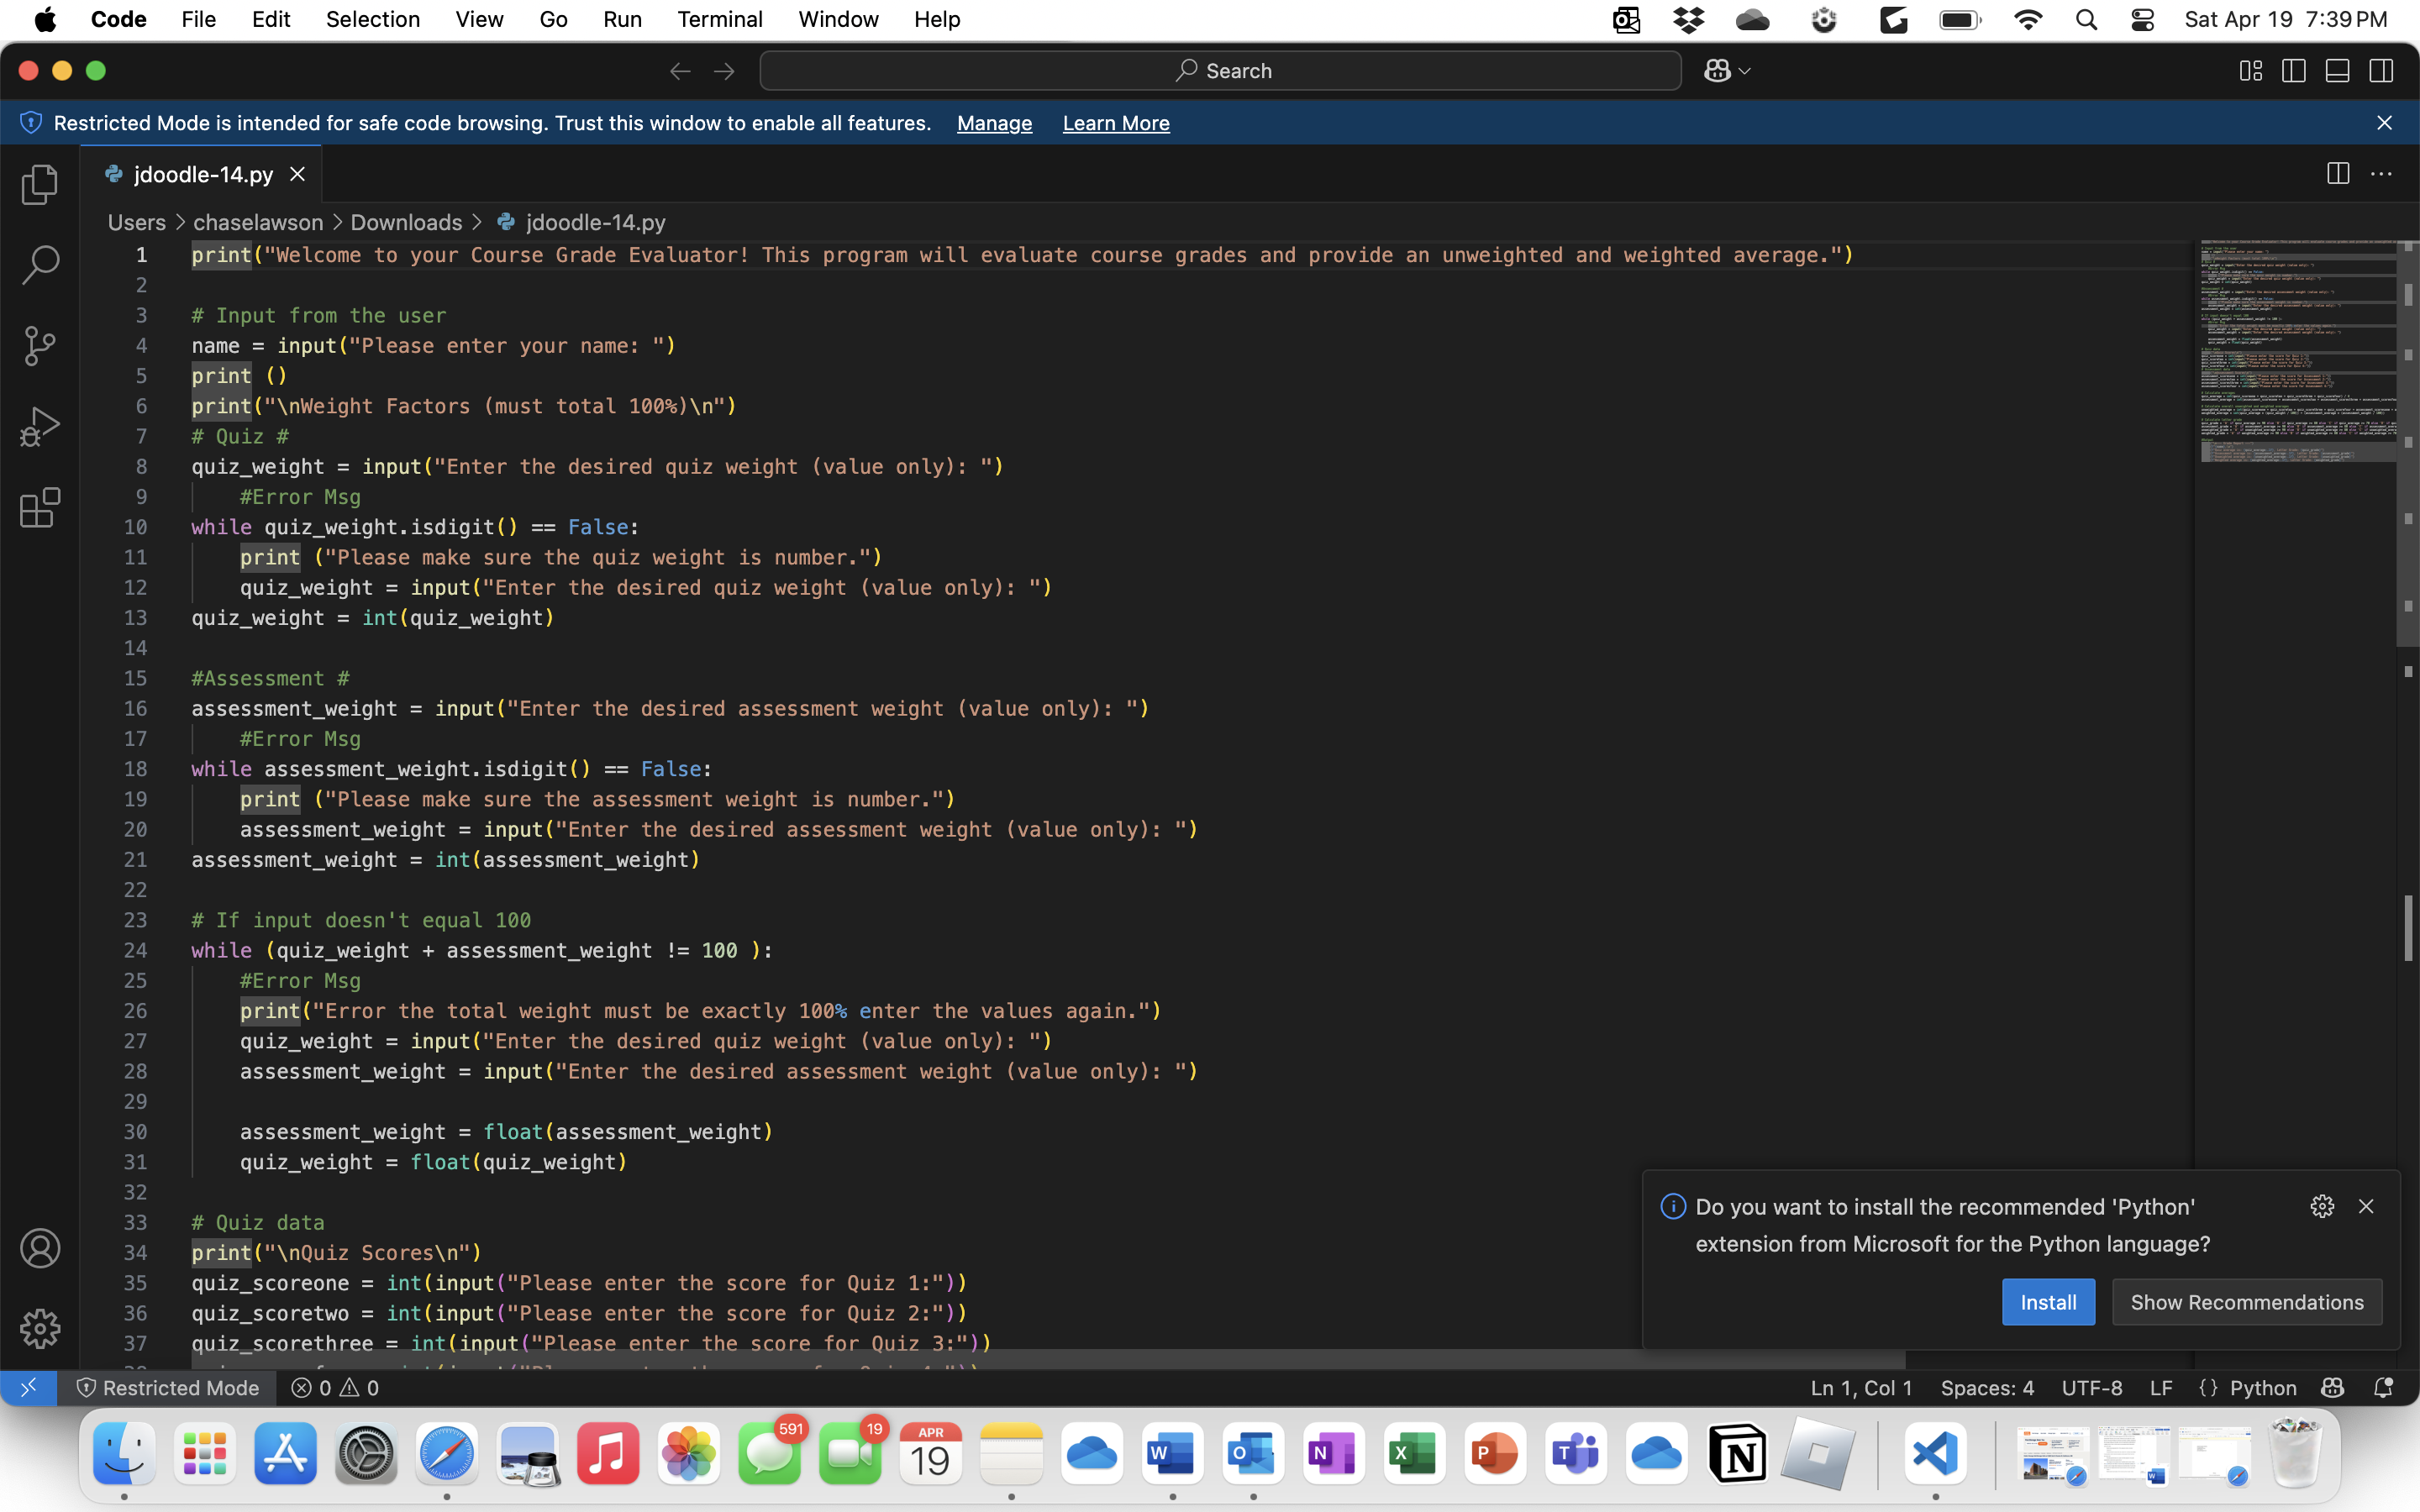 Code File Edit Selection View Go Run Terminal Window Help Sat Apr 19 7:39 PM
Search
Restricted Mode is intended for safe code browsing. Trust this window to enable all features. Manage Learn More
jdoodle-14.py
Users > chaselawson > Downloads > jdoodle-14.py
1 print("Welcome to your Course Grade Evaluator! This program will evaluate course grades and provide an unweighted and weighted average.")
2
3 # Input from the user
4 name = input("Please enter your name: ")
5 print ()
6 print("\nWeight Factors (must total 100%)\n")
7 # Quiz #
8 quiz_weight = input("Enter the desired quiz weight (value only): ")
9     #Error Msg
10 while quiz_weight.isdigit() == False:
11     print ("Please make sure the quiz weight is number.")
12     quiz_weight = input("Enter the desired quiz weight (value only): ")
13 quiz_weight = int(quiz_weight)
14
15 #Assessment #
16 assessment_weight = input("Enter the desired assessment weight (value only): ")
17     #Error Msg
18 while assessment_weight.isdigit() == False:
19     print ("Please make sure the assessment weight is number.")
20     assessment_weight = input("Enter the desired assessment weight (value only): ")
21 assessment_weight = int(assessment_weight)
22
23 # If input doesn't equal 100
24 while (quiz_weight + assessment_weight != 100 ):
25     #Error Msg
26     print("Error the total weight must be exactly 100% enter the values again.")
27     quiz_weight = input("Enter the desired quiz weight (value only): ")
28     assessment_weight = input("Enter the desired assessment weight (value only): ")
29
30     assessment_weight = float(assessment_weight)
31     quiz_weight = float(quiz_weight)
32
33 # Quiz data
34 print("\nQuiz Scores\n")
35 quiz_scoreone = int(input("Please enter the score for Quiz 1:"))
36 quiz_scoretwo = int(input("Please enter the score for Quiz 2:"))
37 quiz_scorethree = int(input("Please enter the score for Quiz 3:"))
Do you want to install the recommended 'Python'
extension from Microsoft for the Python language?
Install Show Recommendations
Restricted Mode 0 0 Ln 1, Col 1 Spaces: 4 UTF-8 LF {} Python
591 19 APR 19